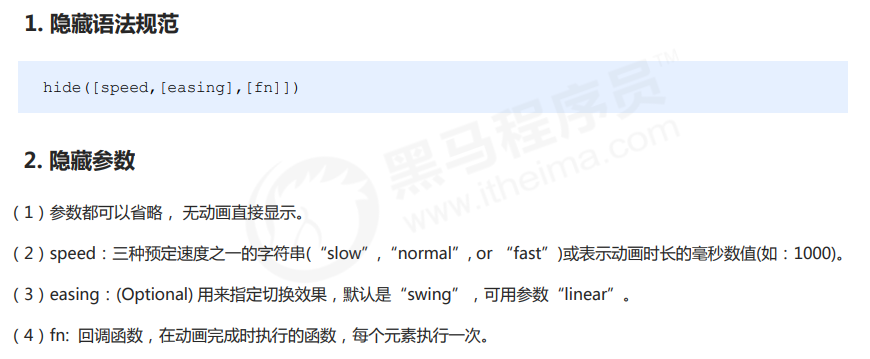 1. 隐藏语法规范
hide([speed,[easing],[fn]])
2. 隐藏参数
（1）参数都可以省略， 无动画直接显示。
（2）speed：三种预定速度之一的字符串(“slow”,“normal”, or “fast”)或表示动画时长的毫秒数值(如：1000)。
（3）easing：(Optional) 用来指定切换效果，默认是“swing”，可用参数“linear”。
（4）fn: 回调函数，在动画完成时执行的函数，每个元素执行一次。
黑马程序员™
www.itheima.com